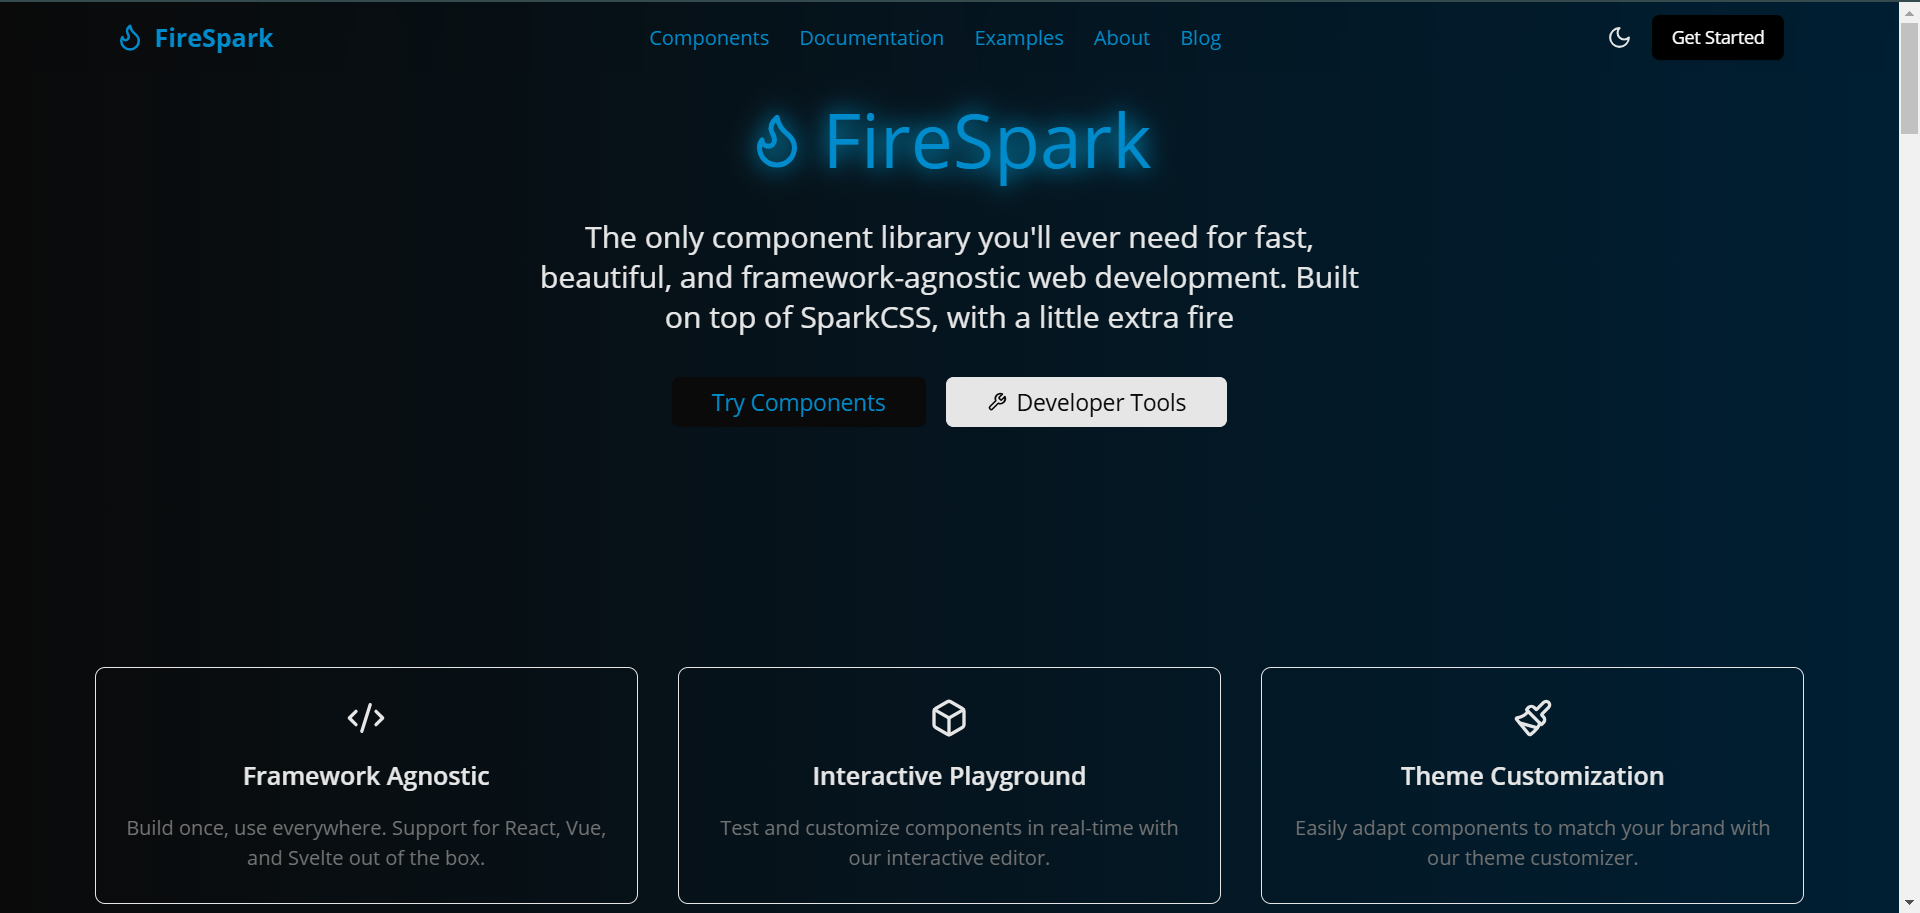 FireSpark
Components
Documentation
Examples
About
Blog
Get Started
FireSpark
The only component library you'll ever need for fast,
beautiful, and framework-agnostic web development. Built
on top of SparkCSS, with a little extra fire
Try Components
Developer Tools
Framework Agnostic
Build once, use everywhere. Support for React, Vue,
and Svelte out of the box.
Interactive Playground
Test and customize components in real-time with
our interactive editor.
Theme Customization
Easily adapt components to match your brand with
our theme customizer.